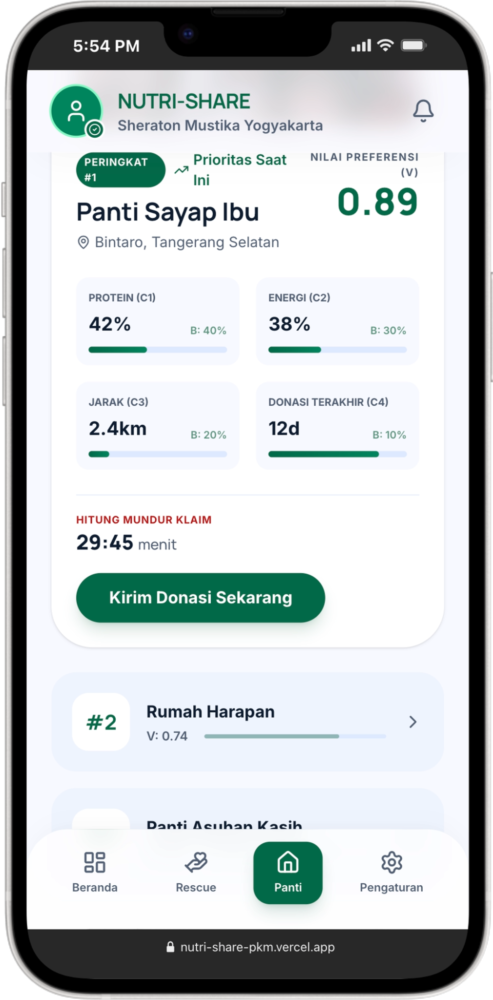 5:54 PM
NUTRI-SHARE
Sheraton Mustika Yogyakarta
PERINGKAT
#1
Prioritas Saat
Ini
NILAI PREFERENSI
(V)
0.89
Panti Sayap Ibu
Bintaro, Tangerang Selatan
PROTEIN (C1)
42%
B: 40%
ENERGI (C2)
38%
B: 30%
JARAK (C3)
2.4km
B: 20%
DONASI TERAKHIR (C4)
12d
B: 10%
HITUNG MUNDUR KLAIM
29:45 menit
Kirim Donasi Sekarang
#2
Rumah Harapan
V: 0.74
Panti Asuhan Kasih
Beranda
Rescue
Panti
Pengaturan
nutri-share-pkm.vercel.app